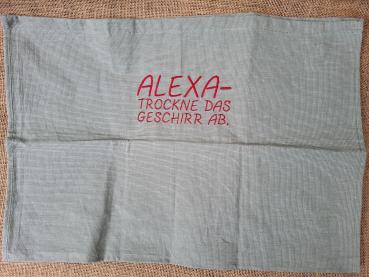 ALEXA-
TROCKNE DAS
GESCHIRR AB.